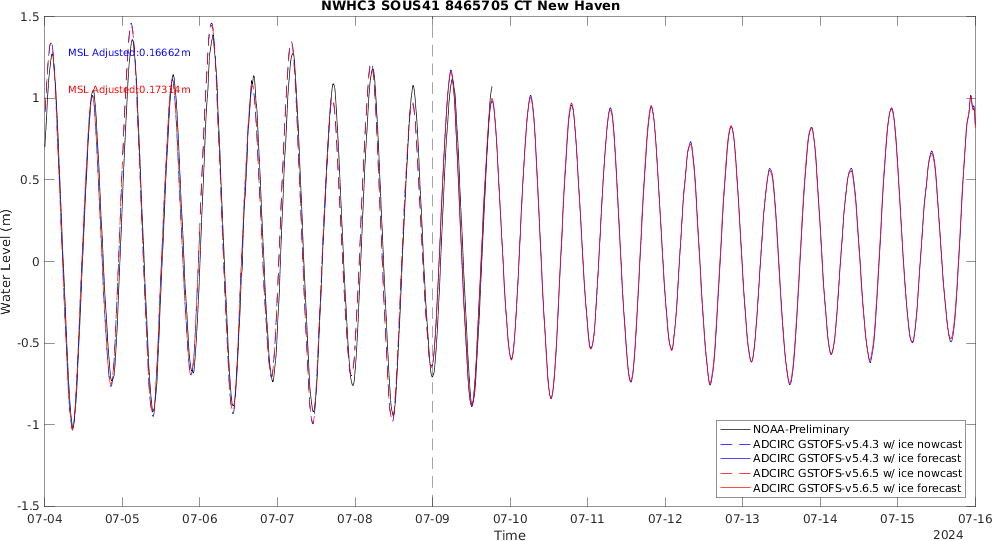 NWHC3 SOUS41 8465705 CT New Haven
1.5
MSL Adjusted:0.16662m
MSL Adjusted:0.17314m
1
0.5
0
-0.5
-1
-1.5
Water Level (m)
NOAA-Preliminary
ADCIRC GSTOFS-v5.4.3 w/ ice nowcast
ADCIRC GSTOFS-v5.4.3 w/ ice forecast
ADCIRC GSTOFS-v5.6.5 w/ ice nowcast
ADCIRC GSTOFS-v5.6.5 w/ ice forecast
07-04 07-05 07-06 07-07 07-08 07-09 07-10 07-11 07-12 07-13 07-14 07-15 07-16
Time
2024